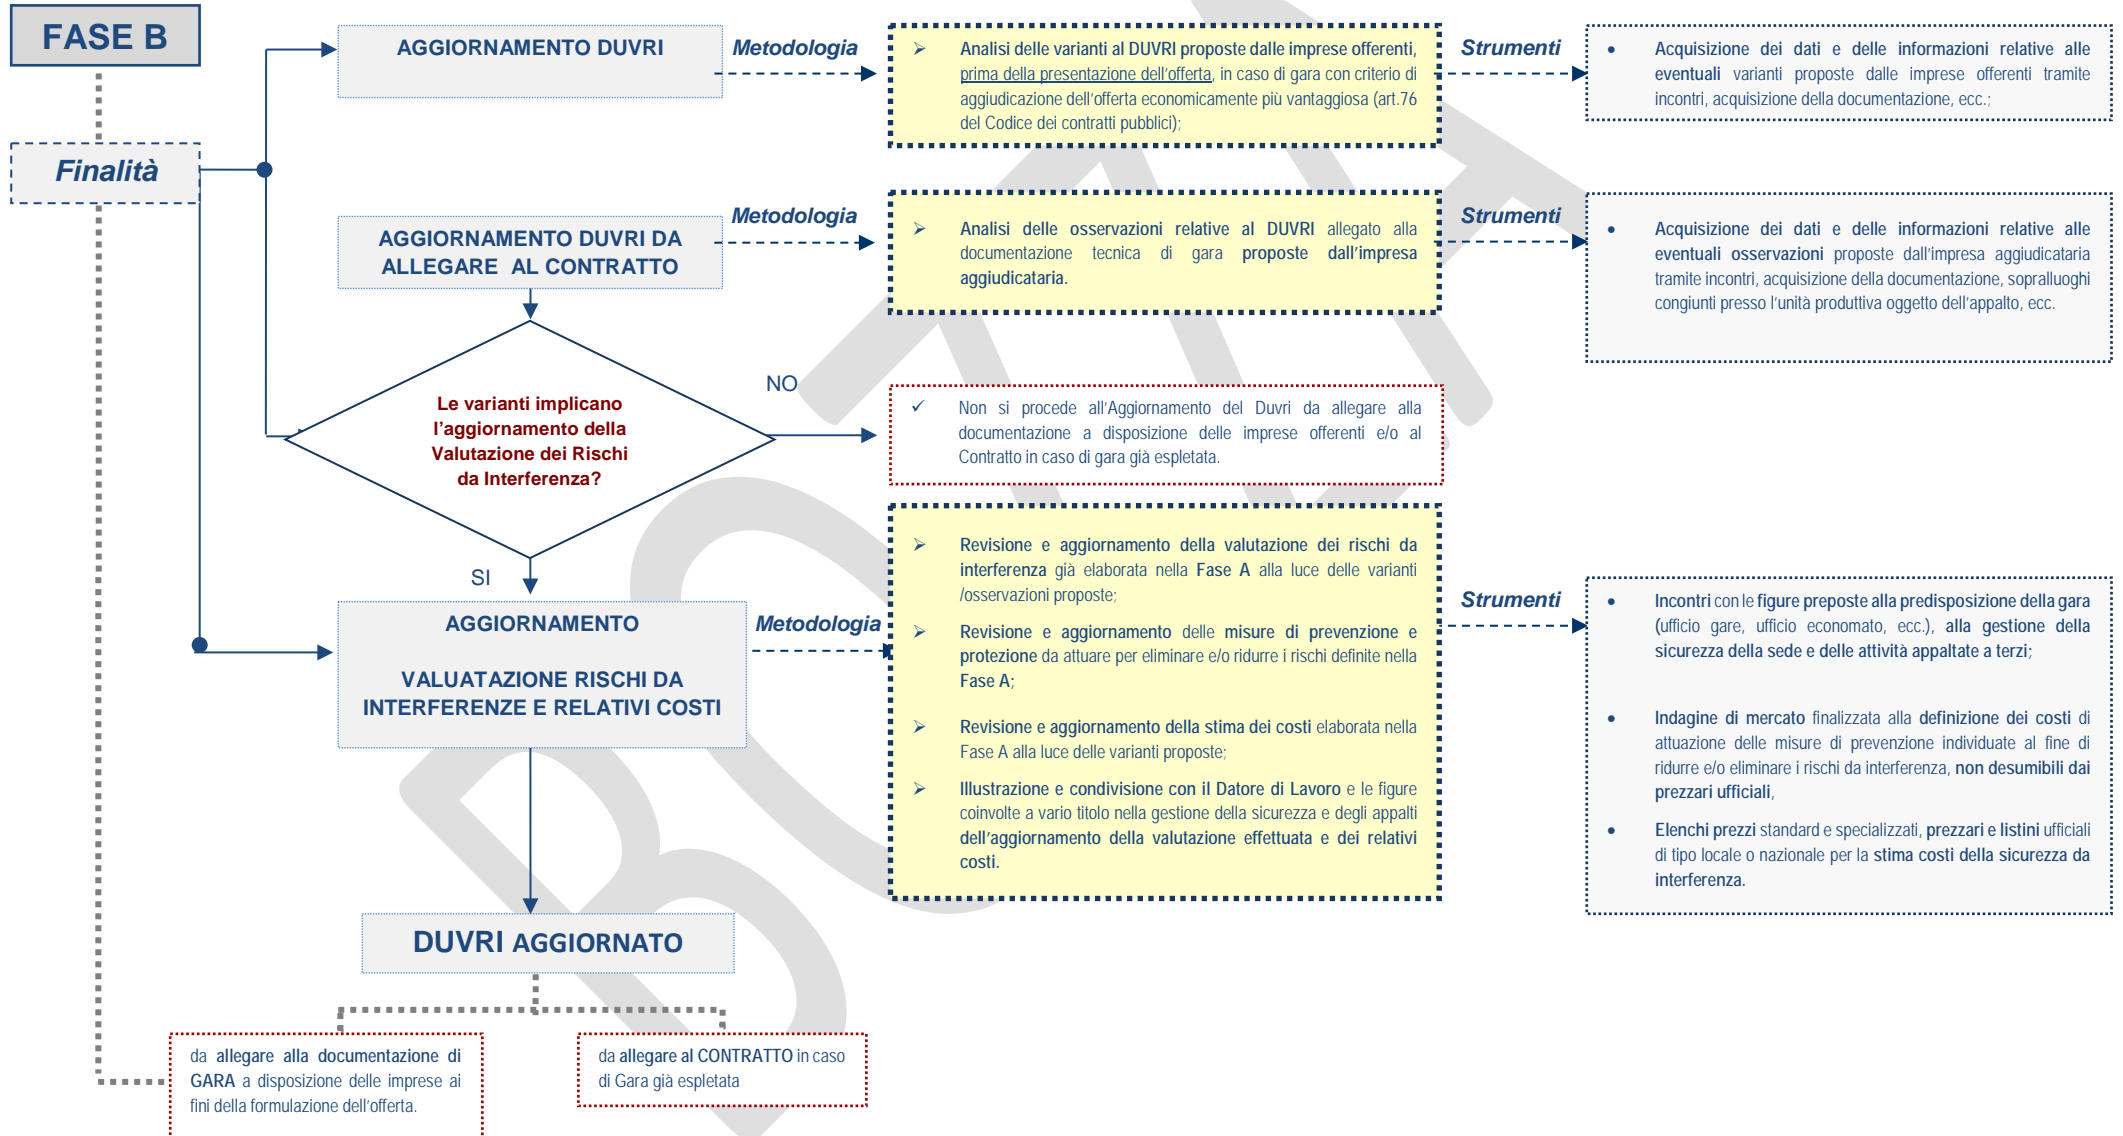 FASE B
Finalità
AGGIORNAMENTO DUVRI
Metodologia
➢ Analisi delle varianti al DUVRI proposte dalle imprese offerenti,
prima della presentazione dell'offerta, in caso di gara con criterio di
aggiudicazione dell'offerta economicamente più vantaggiosa (art.76
del Codice dei contratti pubblici);
Strumenti
• Acquisizione dei dati e delle informazioni relative alle
eventuali varianti proposte dalle imprese offerenti tramite
incontri, acquisizione della documentazione, ecc.;
AGGIORNAMENTO DUVRI DA
ALLEGARE AL CONTRATTO
Metodologia
➢ Analisi delle osservazioni relative al DUVRI allegato alla
documentazione tecnica di gara proposte dall'impresa
aggiudicataria.
Strumenti
• Acquisizione dei dati e delle informazioni relative alle
eventuali osservazioni proposte dall'impresa aggiudicataria
tramite incontri, acquisizione della documentazione, sopralluoghi
congiunti presso l'unità produttiva oggetto dell'appalto, ecc.
Le varianti implicano
l'aggiornamento della
Valutazione dei Rischi
da Interferenza?
NO
✓ Non si procede all'Aggiornamento del Duvri da allegare alla
documentazione a disposizione delle imprese offerenti e/o al
Contratto in caso di gara già espletata.
SI
AGGIORNAMENTO
VALUATAZIONE RISCHI DA
INTERFERENZE E RELATIVI COSTI
Metodologia
➢ Revisione e aggiornamento della valutazione dei rischi da
interferenza già elaborata nella Fase A alla luce delle varianti
/osservazioni proposte;
➢ Revisione e aggiornamento delle misure di prevenzione e
protezione da attuare per eliminare e/o ridurre i rischi definite nella
Fase A;
➢ Revisione e aggiornamento della stima dei costi elaborata nella
Fase A alla luce delle varianti proposte;
➢ Illustrazione e condivisione con il Datore di Lavoro e le figure
coinvolte a vario titolo nella gestione della sicurezza e degli appalti
dell'aggiornamento della valutazione effettuata e dei relativi
costi.
Strumenti
• Incontri con le figure preposte alla predisposizione della gara
(ufficio gare, ufficio economato, ecc.), alla gestione della
sicurezza della sede e delle attività appaltate a terzi;
• Indagine di mercato finalizzata alla definizione dei costi di
attuazione delle misure di prevenzione individuate al fine di
ridurre e/o eliminare i rischi da interferenza, non desumibili dai
prezzari ufficiali,
• Elenchi prezzi standard e specializzati, prezzari e listini ufficiali
di tipo locale o nazionale per la stima costi della sicurezza da
interferenza.
DUVRI AGGIORNATO
da allegare alla documentazione di
GARA a disposizione delle imprese ai
fini della formulazione dell'offerta.
da allegare al CONTRATTO in caso
di Gara già espletata